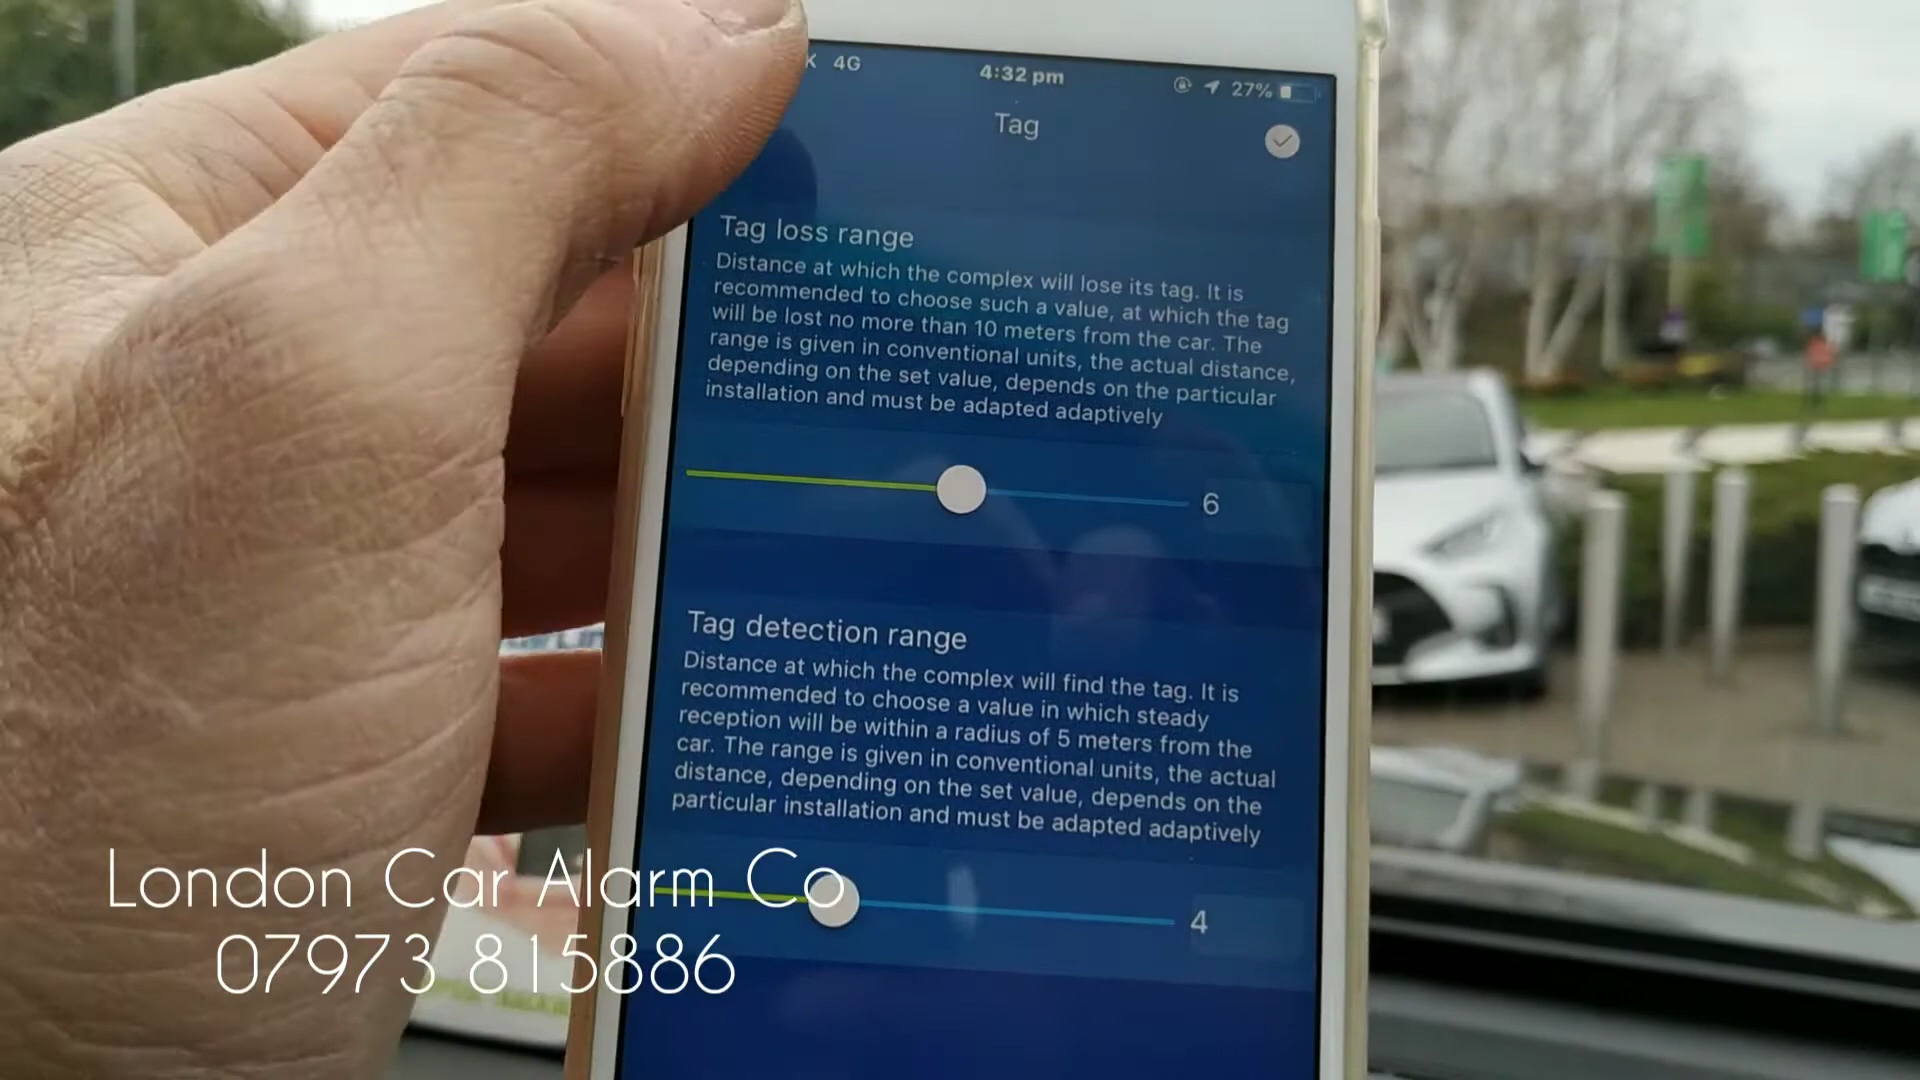 4G
4:32 pm
27%
Tag
Tag loss range
Distance at which the complex will lose its tag. It is
recommended to choose such a value, at which the tag
will be lost no more than 10 meters from the car. The
range is given in conventional units, the actual distance,
depending on the set value, depends on the particular
installation and must be adapted adaptively
6
Tag detection range
Distance at which the complex will find the tag. It is
recommended to choose a value in which steady
reception will be within a radius of 5 meters from the
car. The range is given in conventional units, the actual
distance, depending on the set value, depends on the
particular installation and must be adapted adaptively
4
London Car Alarm Co
07973 815886